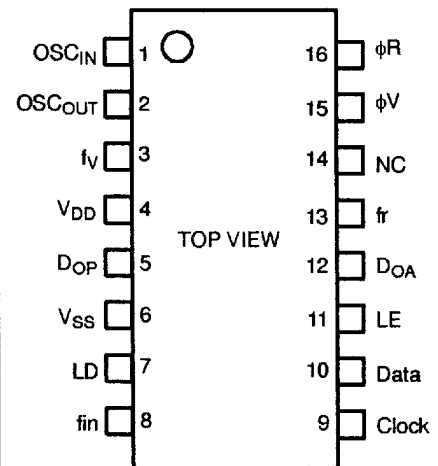 OSCIN 1 16 ϕR
OSCOUT 2 15 ϕV
fV 3 14 NC
VDD 4 13 fr
TOP VIEW
DOP 5 12 DOA
VSS 6 11 LE
LD 7 10 Data
fin 8 9 Clock